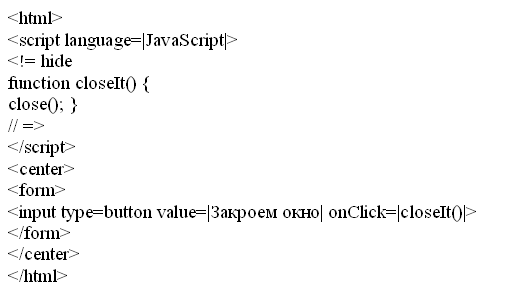 <html>
<script language=|JavaScript|>
<!= hide
function closeIt() {
close(); }
// =>
</script>
<center>
<form>
<input type=button value=|Закроем окно| onClick=|closeIt()|>
</form>
</center>
</html>